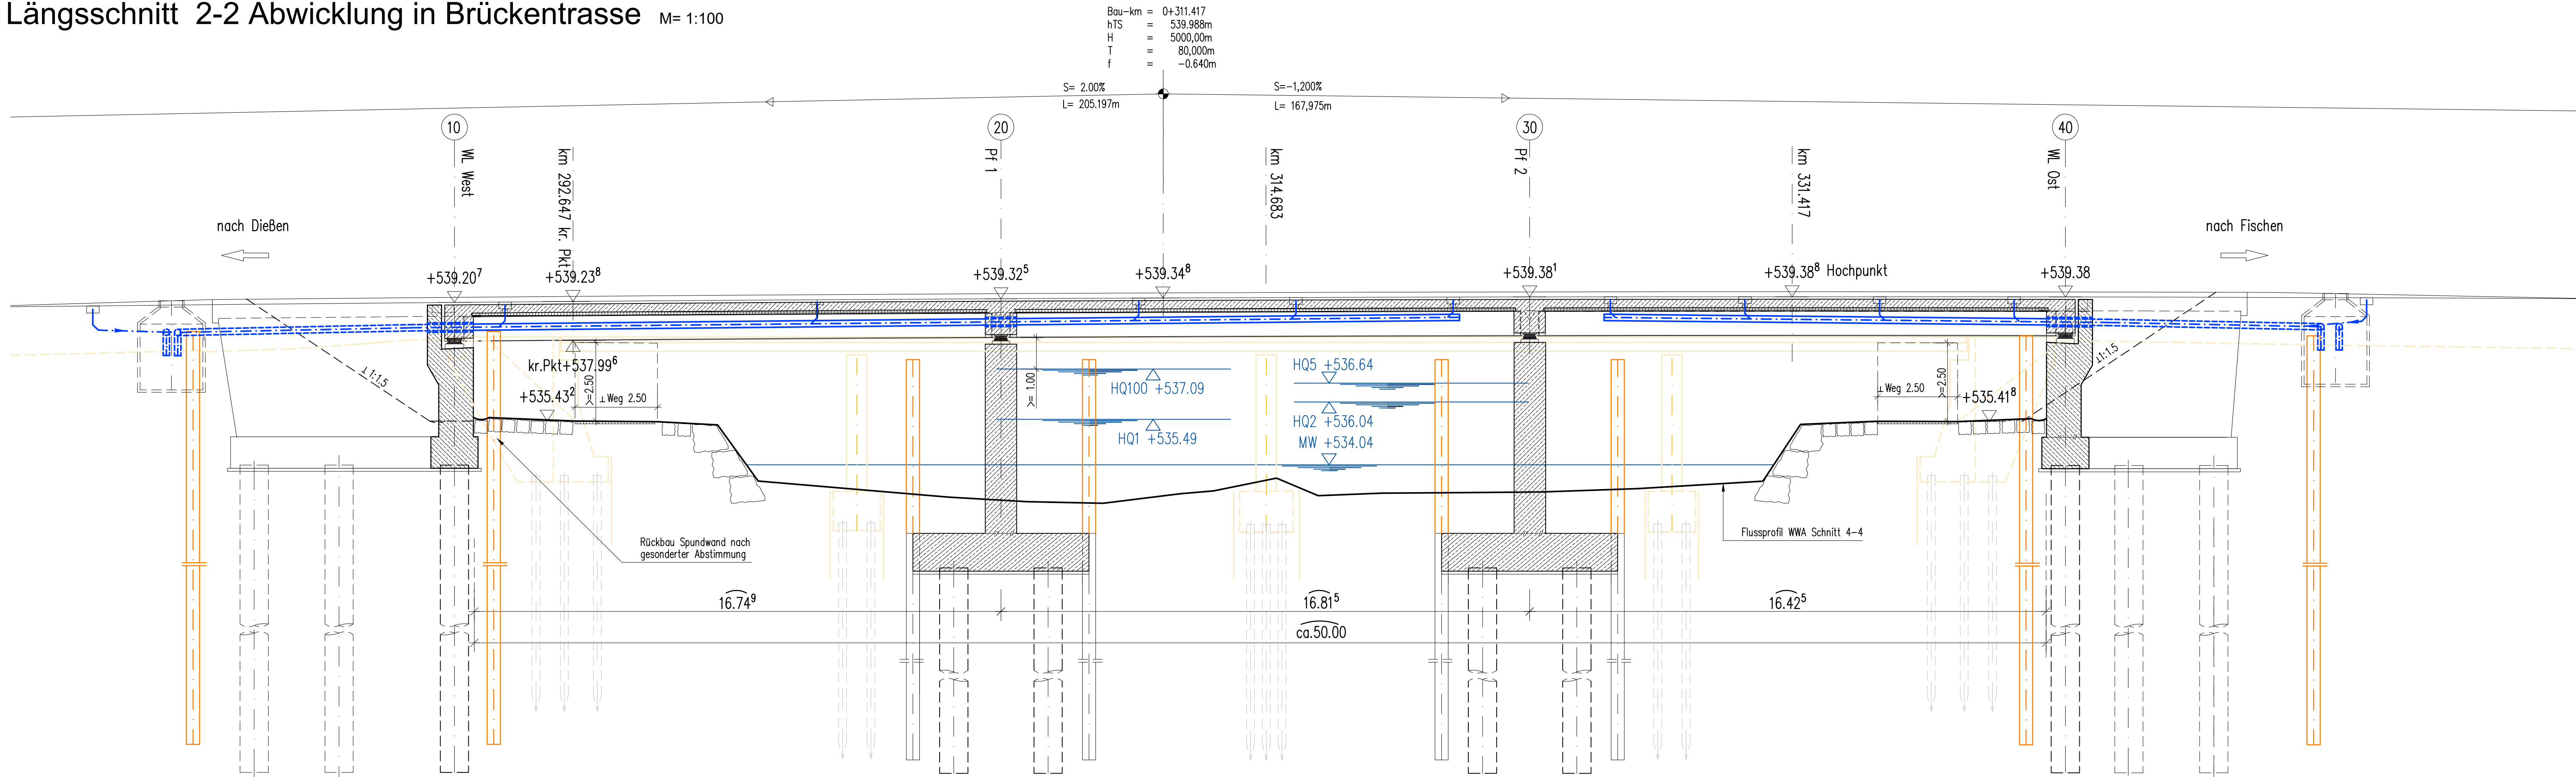 Längsschnitt 2-2 Abwicklung in Brückentrasse M= 1:100
Bau-km = 0+311.417
hTS = 539.988m
H = 5000,00m
T = 80,000m
f = -0.640m
S= 2.00%
L= 205.197m
S=-1,200%
L= 167,975m
10
20
30
40
WL West
km 292.647 kr. Pkt
Pf 1
km 314.683
Pf 2
km 331.417
WL Ost
nach Dießen
nach Fischen
+539.20⁷
+539.23⁸
+539.32⁵
+539.34⁸
+539.38¹
+539.38⁸ Hochpunkt
+539.38
⊥1:1.5
kr.Pkt+537.99⁶
+535.43²
>=2.50
⊥Weg 2.50
>= 1.00
HQ100 +537.09
HQ1 +535.49
HQ5 +536.64
HQ2 +536.04
MW +534.04
⊥Weg 2.50
>=2.50
+535.41⁸
⊥1:1.5
Rückbau Spundwand nach
gesonderter Abstimmung
Flussprofil WWA Schnitt 4-4
16.74⁹
16.81⁵
16.42⁵
ca.50.00